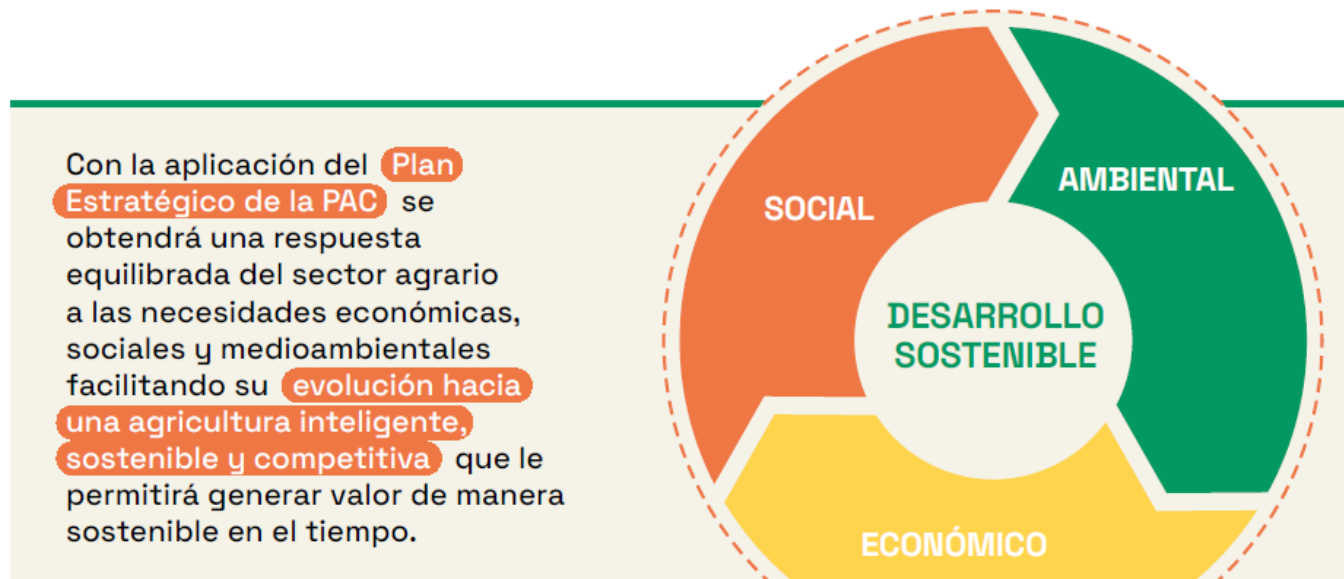 Con la aplicación del Plan
Estratégico de la PAC se
obtendrá una respuesta
equilibrada del sector agrario
a las necesidades económicas,
sociales y medioambientales
facilitando su evolución hacia
una agricultura inteligente,
sostenible y competitiva que le
permitirá generar valor de manera
sostenible en el tiempo.
SOCIAL
AMBIENTAL
DESARROLLO
SOSTENIBLE
ECONÓMICO